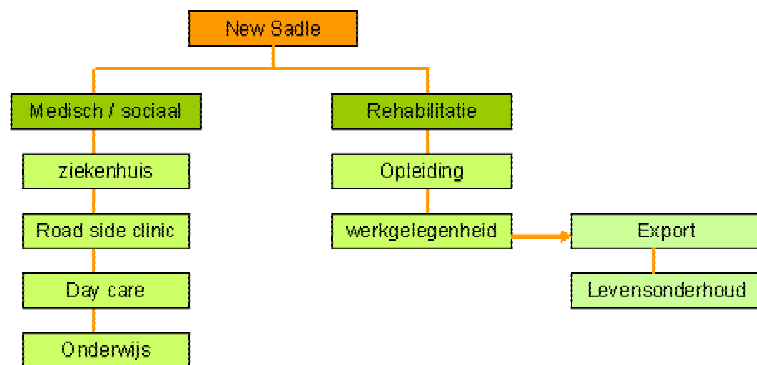 New Sadle
Medisch / sociaal
Rehabilitatie
ziekenhuis
Opleiding
Road side clinic
werkgelegenheid
Export
Day care
Levensonderhoud
Onderwijs